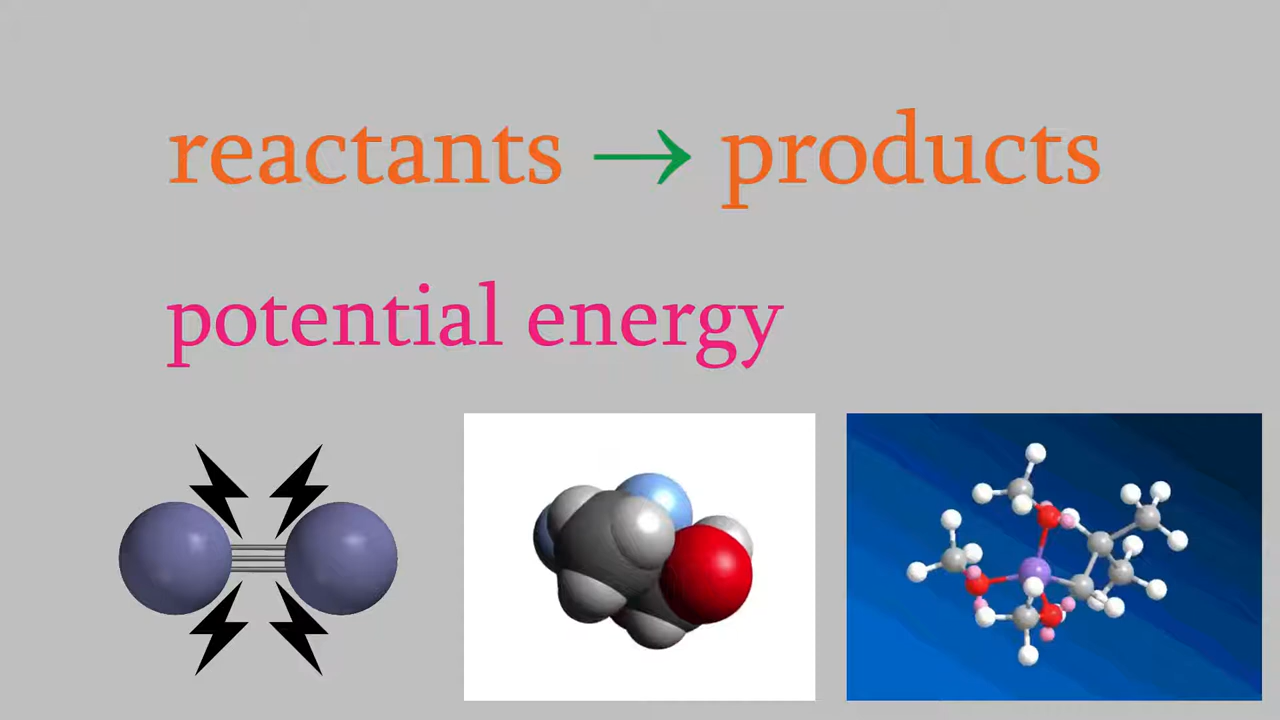 reactants → products
potential energy